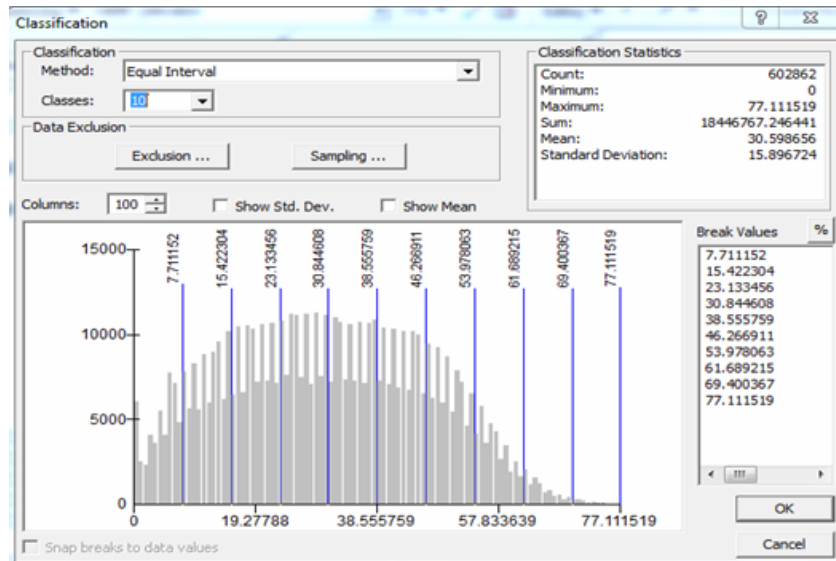 Classification
Classification
Method: Equal Interval
Classes: 10
Data Exclusion
Exclusion ...
Sampling ...
Classification Statistics
Count: 602862
Minimum: 0
Maximum: 77.111519
Sum: 18446767.246441
Mean: 30.598656
Standard Deviation: 15.896724
Columns: 100
Show Std. Dev.
Show Mean
Break Values
%
7.711152
15.422304
23.133456
30.844608
38.555759
46.266911
53.978063
61.689215
69.400367
77.111519
15000
10000
5000
0
7.711152
15.422304
23.133456
30.844608
38.555759
46.266911
53.978063
61.689215
69.400367
77.111519
0
19.27788
38.555759
57.833639
77.111519
Snap breaks to data values
OK
Cancel